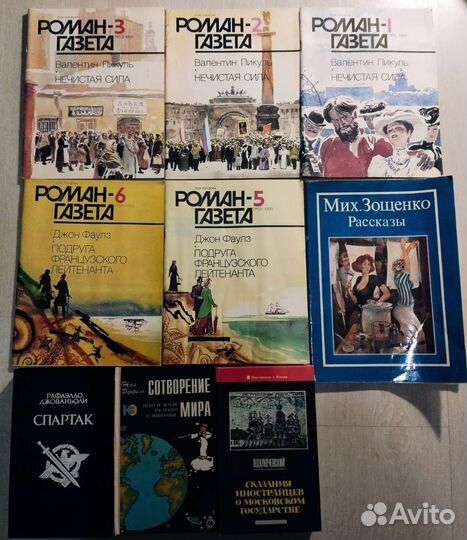 РОМАН-3
ГАЗЕТА
Валентин Пикуль
НЕЧИСТАЯ СИЛА
ЛАВКА
РОМАН-2
ГАЗЕТА
Валентин Пикуль
НЕЧИСТАЯ СИЛА
РОМАН-1
ГАЗЕТА
Валентин Пикуль
НЕЧИСТАЯ СИЛА
РОМАН-6
ГАЗЕТА
Джон Фаулз
ПОДРУГА
ФРАНЦУЗСКОГО
ЛЕЙТЕНАНТА
РОМАН-5
ГАЗЕТА
Джон Фаулз
ПОДРУГА
ФРАНЦУЗСКОГО
ЛЕЙТЕНАНТА
Мих. Зощенко
Рассказы
РАФАЭЛЛО
ДЖОВАНЬОЛИ
СПАРТАК
СОТВОРЕНИЕ
МИРА
В.КЛЮЧЕВСКИЙ
СКАЗАНИЯ
ИНОСТРАНЦЕВ
О МОСКОВСКОМ
ГОСУДАРСТВЕ
Avito